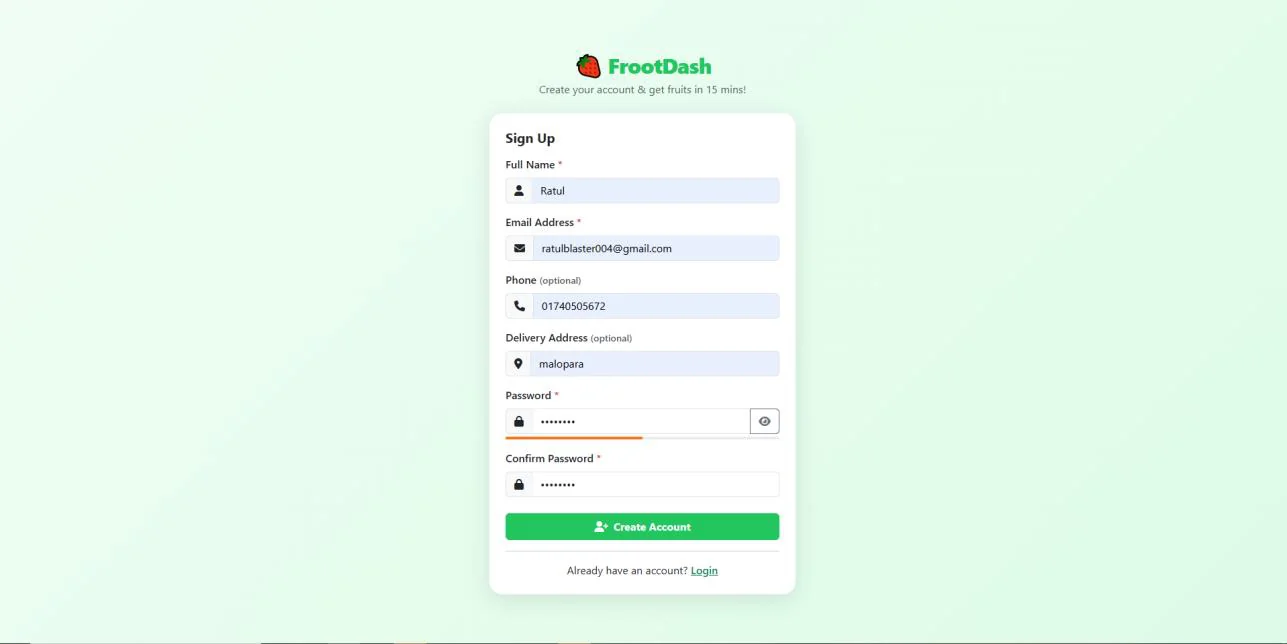 FrootDash
Create your account & get fruits in 15 mins!
Sign Up
Full Name *
Ratul
Email Address *
ratulblaster004@gmail.com
Phone (optional)
01740505672
Delivery Address (optional)
malopara
Password *
••••••••
Confirm Password *
••••••••
Create Account
Already have an account? Login